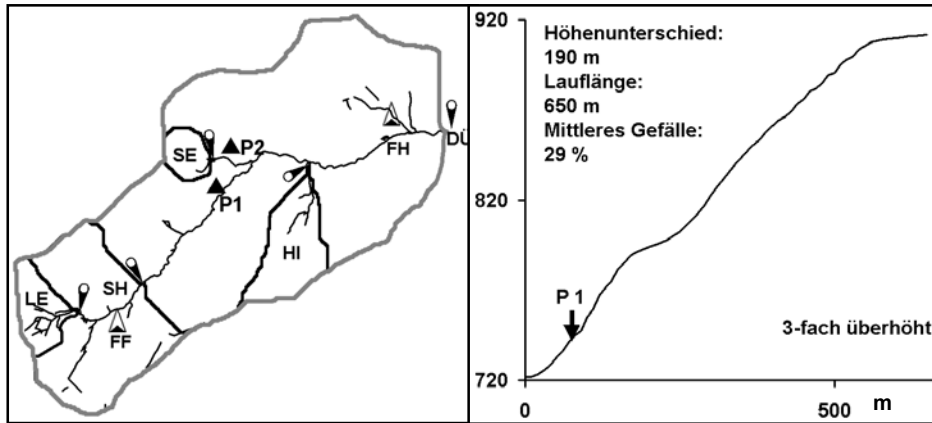 SE
P2
DÜ
FH
P1
HI
LE
SH
FF
920
820
720
Höhenunterschied:
190 m
Lauflänge:
650 m
Mittleres Gefälle:
29 %
P 1
3-fach überhöht
0
500
m